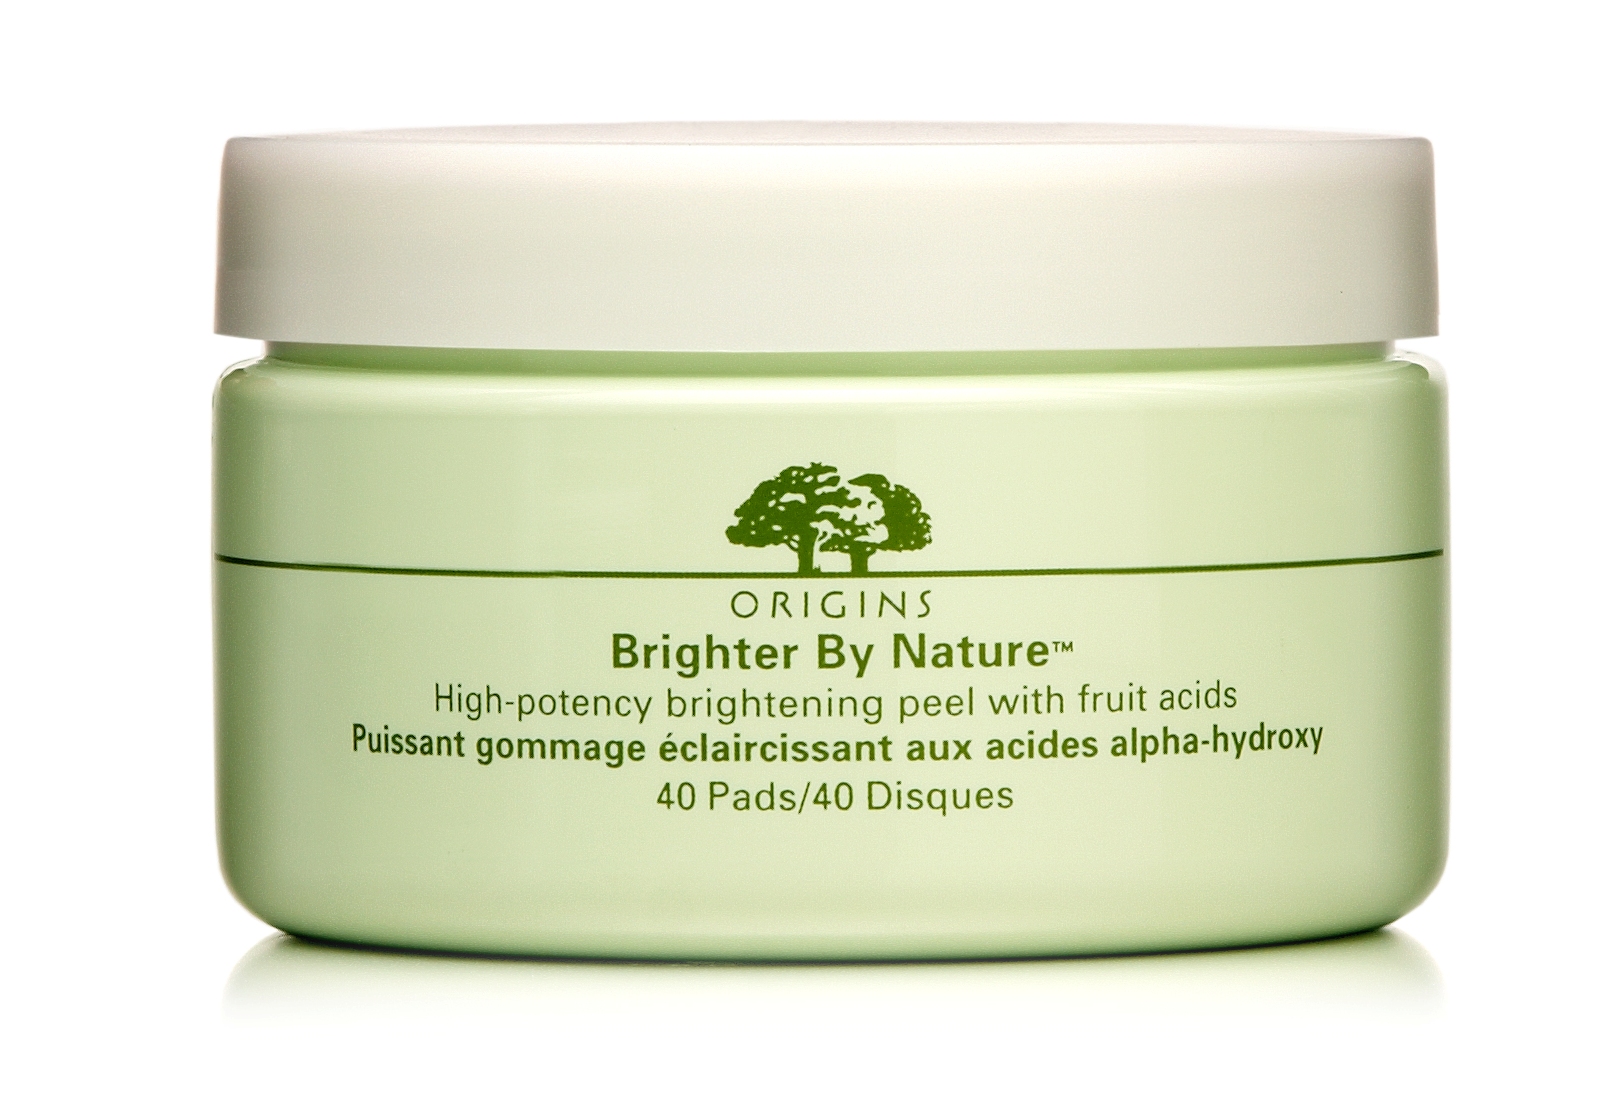 ORIGINS
Brighter By Nature™
High-potency brightening peel with fruit acids
Puissant gommage éclaircissant aux acides alpha-hydroxy
40 Pads/40 Disques